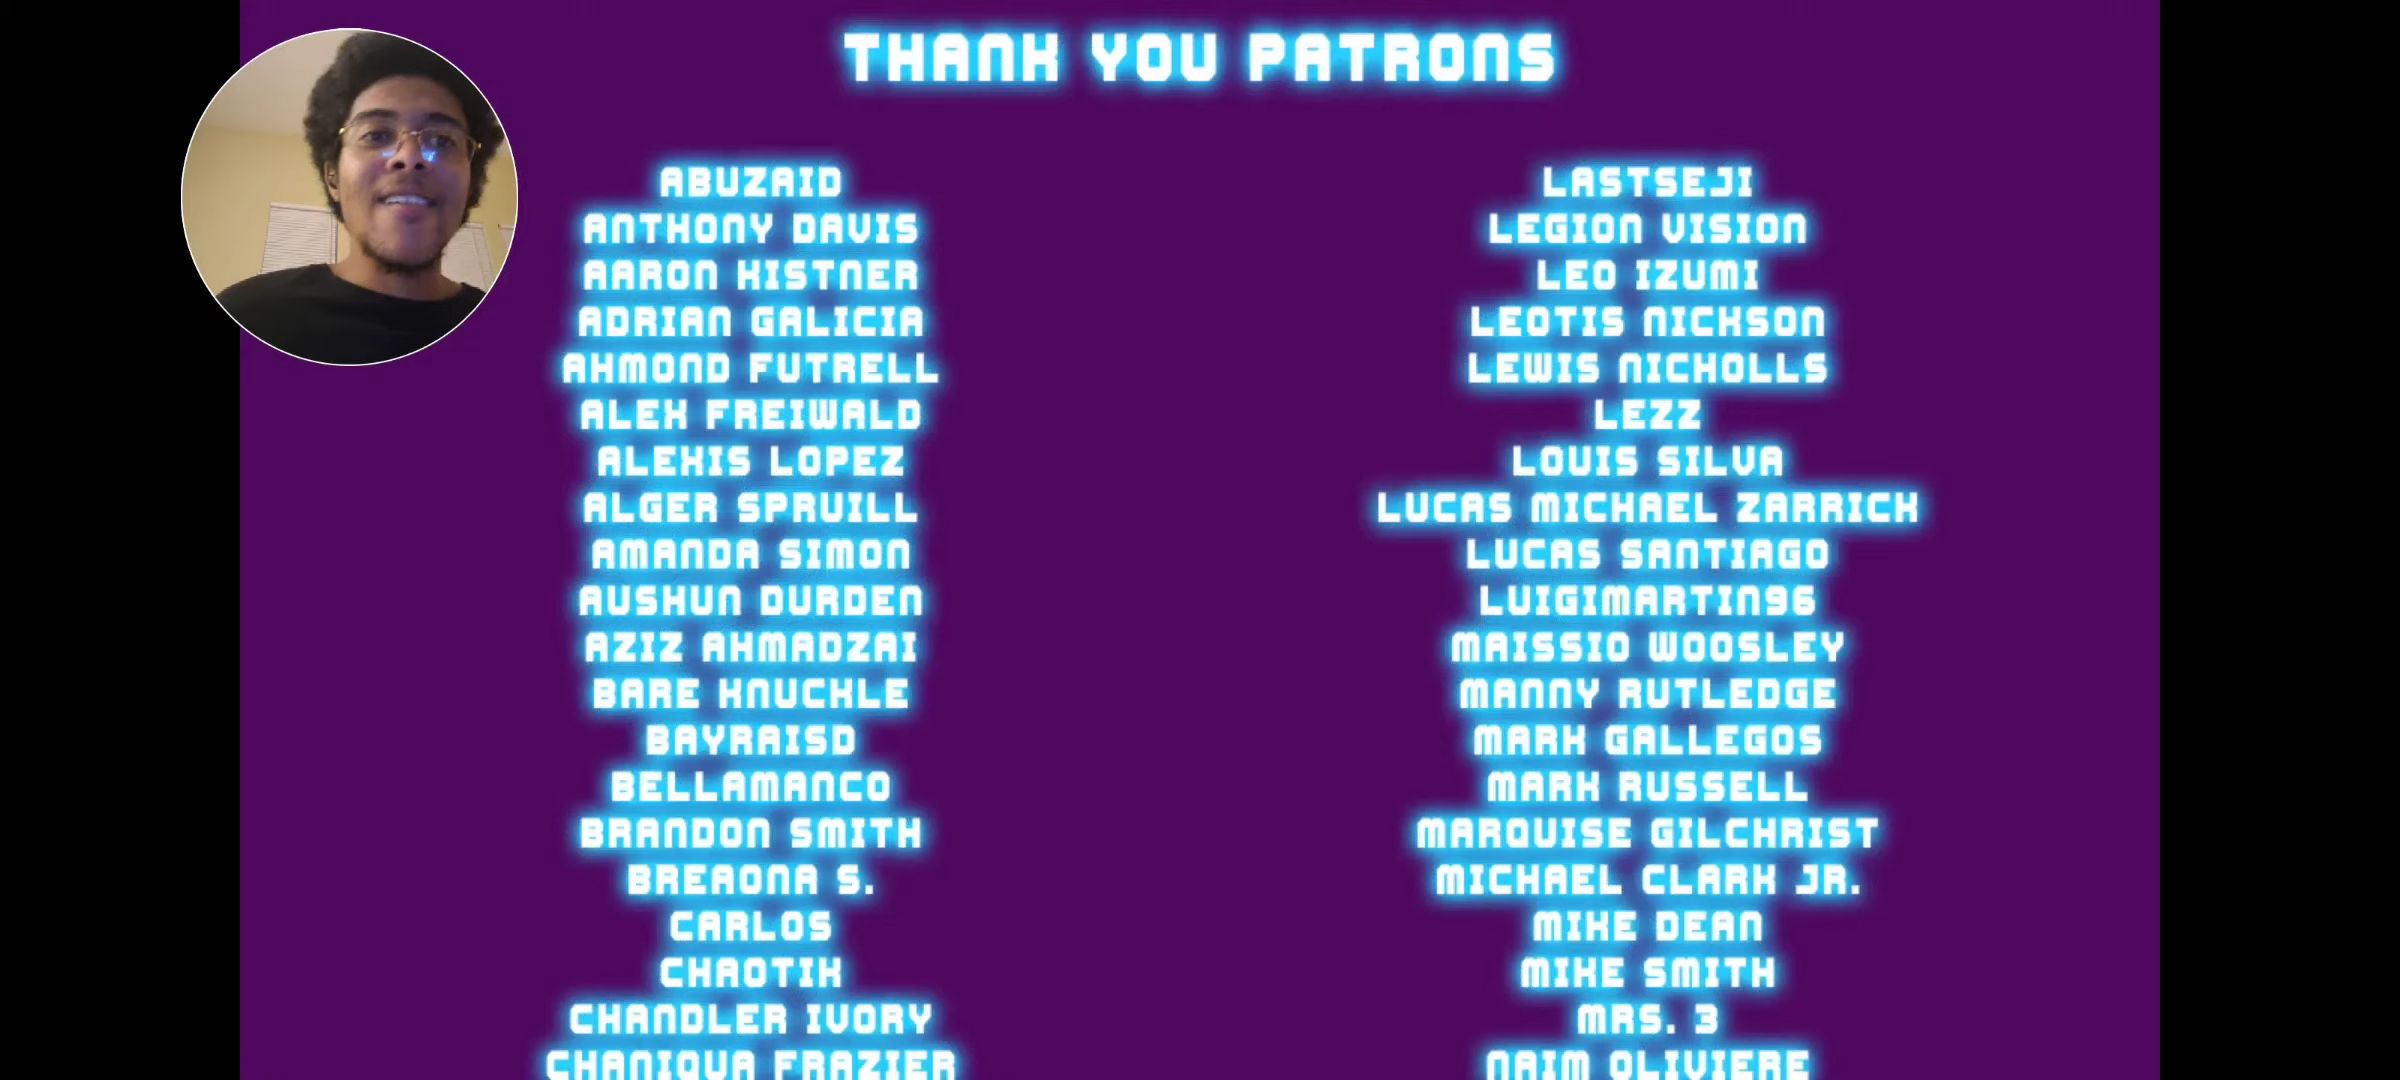 THANK YOU PATRONS
ABUZAID
ANTHONY DAVIS
AARON KISTNER
ADRIAN GALICIA
AHMOND FUTRELL
ALEX FREIWALD
ALEXIS LOPEZ
ALGER SPRUILL
AMANDA SIMON
AUSHUN DURDEN
AZIZ AHMADZAI
BARE KNUCKLE
BAYRAISD
BELLAMANCO
BRANDON SMITH
BREAONA S.
CARLOS
CHAOTIK
CHANDLER IVORY
CHANIQUA FRAZIER
LASTSEJI
LEGION VISION
LEO IZUMI
LEOTIS NICKSON
LEWIS NICHOLLS
LEZZ
LOUIS SILVA
LUCAS MICHAEL ZARRICK
LUCAS SANTIAGO
LUIGIMARTIN96
MAISSIO WOOSLEY
MANNY RUTLEDGE
MARK GALLEGOS
MARK RUSSELL
MARQUISE GILCHRIST
MICHAEL CLARK JR.
MIKE DEAN
MIKE SMITH
MRS. 3
NAIM OLIVIERE